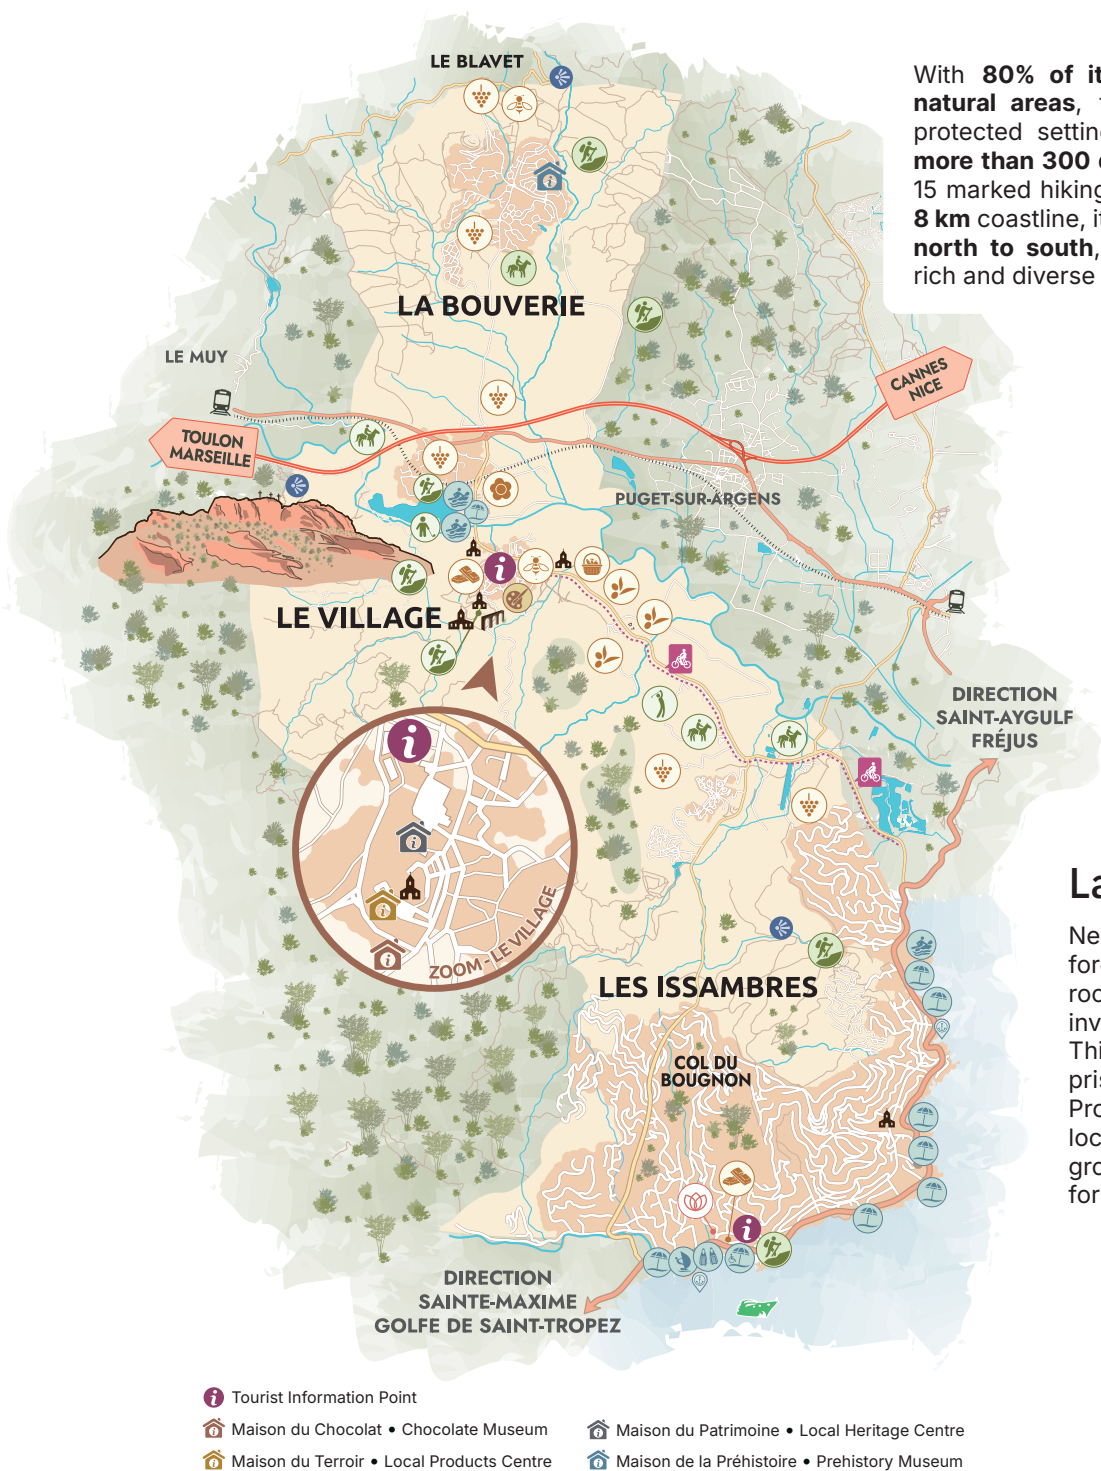 LE BLAVET
With 80% of it
natural areas,
protected settin
more than 300
15 marked hiking
8 km coastline, it
north to south,
rich and diverse
LA BOUVERIE
LE MUY
CANNES
NICE
TOULON
MARSEILLE
PUGET-SUR-ARGENS
LE VILLAGE
DIRECTION
SAINT-AYGULF
FRÉJUS
ZOOM - LE VILLAGE
La
Ne
for
roo
inv
Thi
pris
Pro
loc
gro
for
LES ISSAMBRES
COL DU
BOUGNON
DIRECTION
SAINTE-MAXIME
GOLFE DE SAINT-TROPEZ
Tourist Information Point
Maison du Chocolat • Chocolate Museum
Maison du Patrimoine • Local Heritage Centre
Maison du Terroir • Local Products Centre
Maison de la Préhistoire • Prehistory Museum